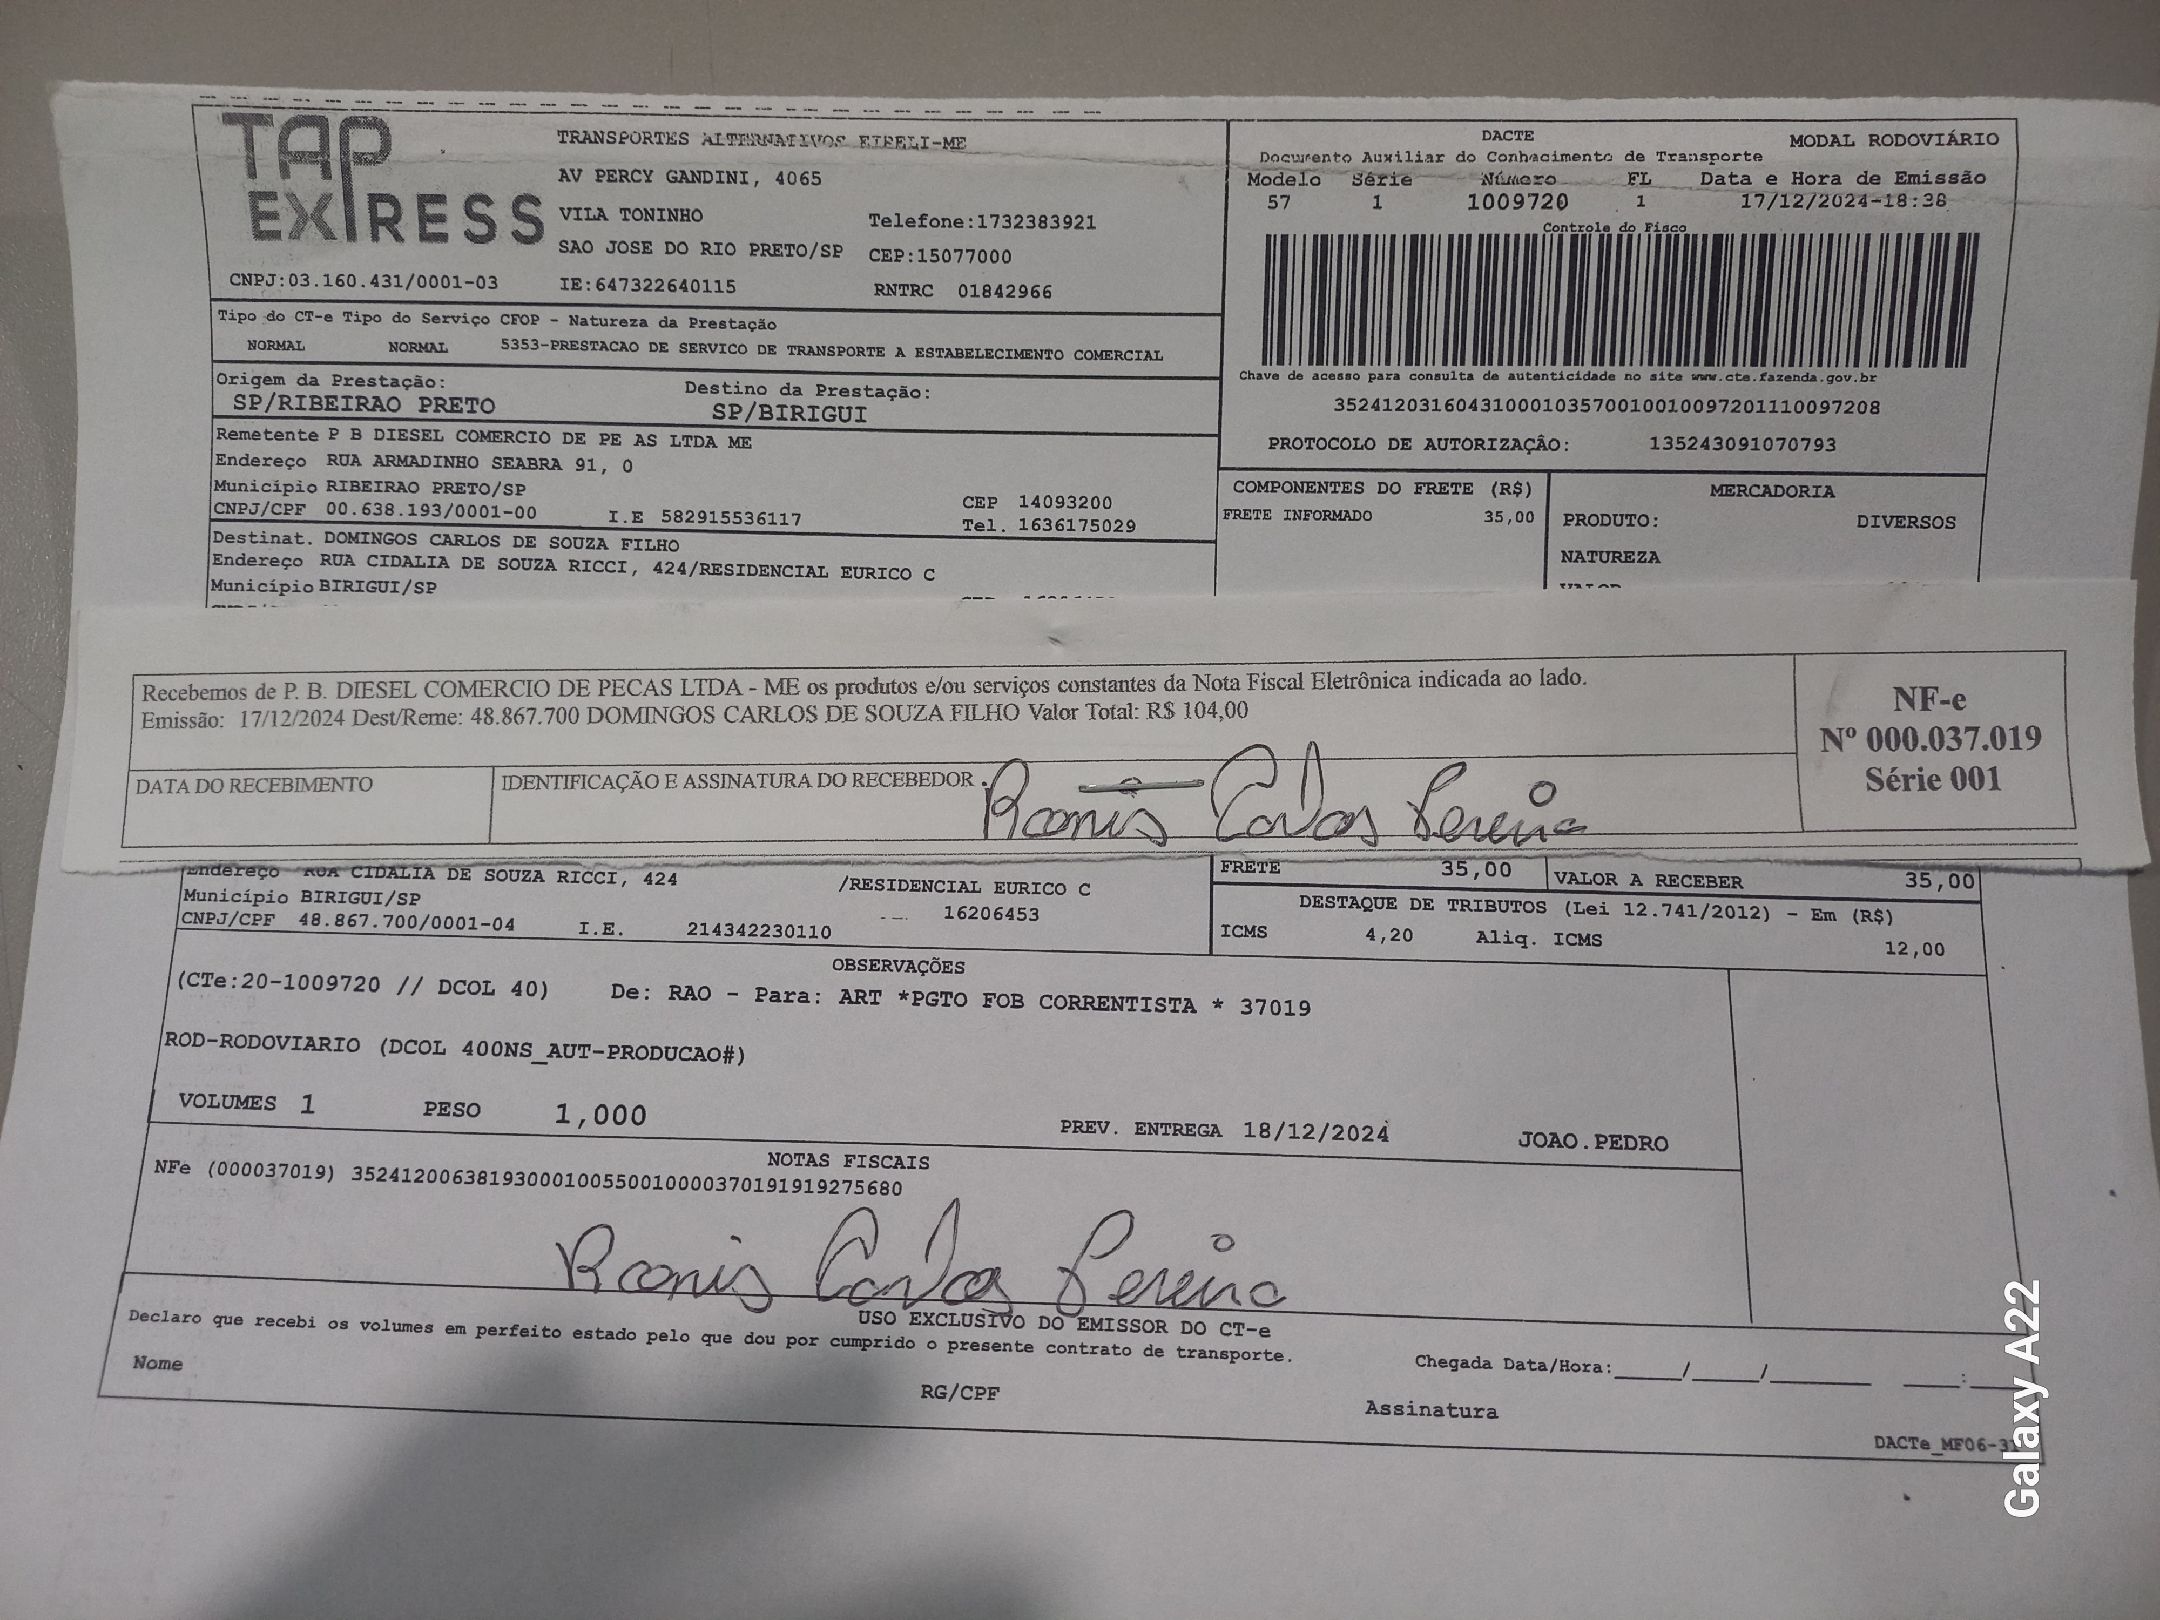 TAP EXPRESS
TRANSPORTES ALTERNATIVOS EIRELI-ME
AV PERCY GANDINI, 4065
VILA TONINHO Telefone:1732383921
SAO JOSE DO RIO PRETO/SP CEP:15077000
CNPJ:03.160.431/0001-03 IE:647322640115 RNTRC 01842966
DACTE MODAL RODOVIÁRIO
Documento Auxiliar do Conhecimento de Transporte
Modelo Série Número FL Data e Hora de Emissão
57 1 1009720 1 17/12/2024-18:38
Controle do Fisco
Chave de acesso para consulta de autenticidade no site www.cte.fazenda.gov.br
35241203160431000103570010010097201110097208
PROTOCOLO DE AUTORIZAÇÂO: 135243091070793
Tipo do CT-e Tipo do Serviço CFOP - Natureza da Prestação
NORMAL NORMAL 5353-PRESTACAO DE SERVICO DE TRANSPORTE A ESTABELECIMENTO COMERCIAL
Origem da Prestação: Destino da Prestação:
SP/RIBEIRAO PRETO SP/BIRIGUI
Remetente P B DIESEL COMERCIO DE PE AS LTDA ME
Endereço RUA ARMADINHO SEABRA 91, 0
Município RIBEIRAO PRETO/SP CEP 14093200
CNPJ/CPF 00.638.193/0001-00 I.E 582915536117 Tel. 1636175029
COMPONENTES DO FRETE (R$) MERCADORIA
FRETE INFORMADO 35,00 PRODUTO: DIVERSOS
NATUREZA
VALOR
Destinat. DOMINGOS CARLOS DE SOUZA FILHO
Endereço RUA CIDALIA DE SOUZA RICCI, 424/RESIDENCIAL EURICO C
Município BIRIGUI/SP
Recebemos de P. B. DIESEL COMERCIO DE PECAS LTDA - ME os produtos e/ou serviços constantes da Nota Fiscal Eletrônica indicada ao lado.
Emissão: 17/12/2024 Dest/Reme: 48.867.700 DOMINGOS CARLOS DE SOUZA FILHO Valor Total: R$ 104,00
NF-e
Nº 000.037.019
Série 001
DATA DO RECEBIMENTO IDENTIFICAÇÃO E ASSINATURA DO RECEBEDOR
Ronis Carlos Pereira
Endereço RUA CIDALIA DE SOUZA RICCI, 424 /RESIDENCIAL EURICO C
Município BIRIGUI/SP 16206453
CNPJ/CPF 48.867.700/0001-04 I.E. 214342230110
FRETE 35,00 VALOR A RECEBER 35,00
DESTAQUE DE TRIBUTOS (Lei 12.741/2012) - Em (R$)
ICMS 4,20 Aliq. ICMS 12,00
OBSERVAÇÕES
(CTe:20-1009720 // DCOL 40) De: RAO - Para: ART *PGTO FOB CORRENTISTA * 37019
ROD-RODOVIARIO (DCOL 400NS_AUT-PRODUCAO#)
VOLUMES 1 PESO 1,000 PREV. ENTREGA 18/12/2024 JOAO.PEDRO
NOTAS FISCAIS
NFe (000037019) 35241200638193000100550010000370191919275680
Ronis Carlos Pereira
USO EXCLUSIVO DO EMISSOR DO CT-e
Declaro que recebi os volumes em perfeito estado pelo que dou por cumprido o presente contrato de transporte.
Nome RG/CPF Chegada Data/Hora:_____/_____/_______ ____:____
Assinatura
DACTe_MF06-31
Galaxy A22